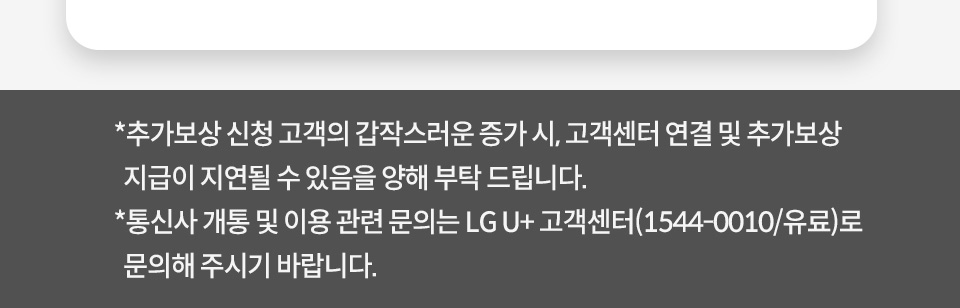 *추가보상 신청 고객의 갑작스러운 증가 시, 고객센터 연결 및 추가보상
지급이 지연될 수 있음을 양해 부탁 드립니다.
*통신사 개통 및 이용 관련 문의는 LG U+ 고객센터(1544-0010/유료)로
문의해 주시기 바랍니다.